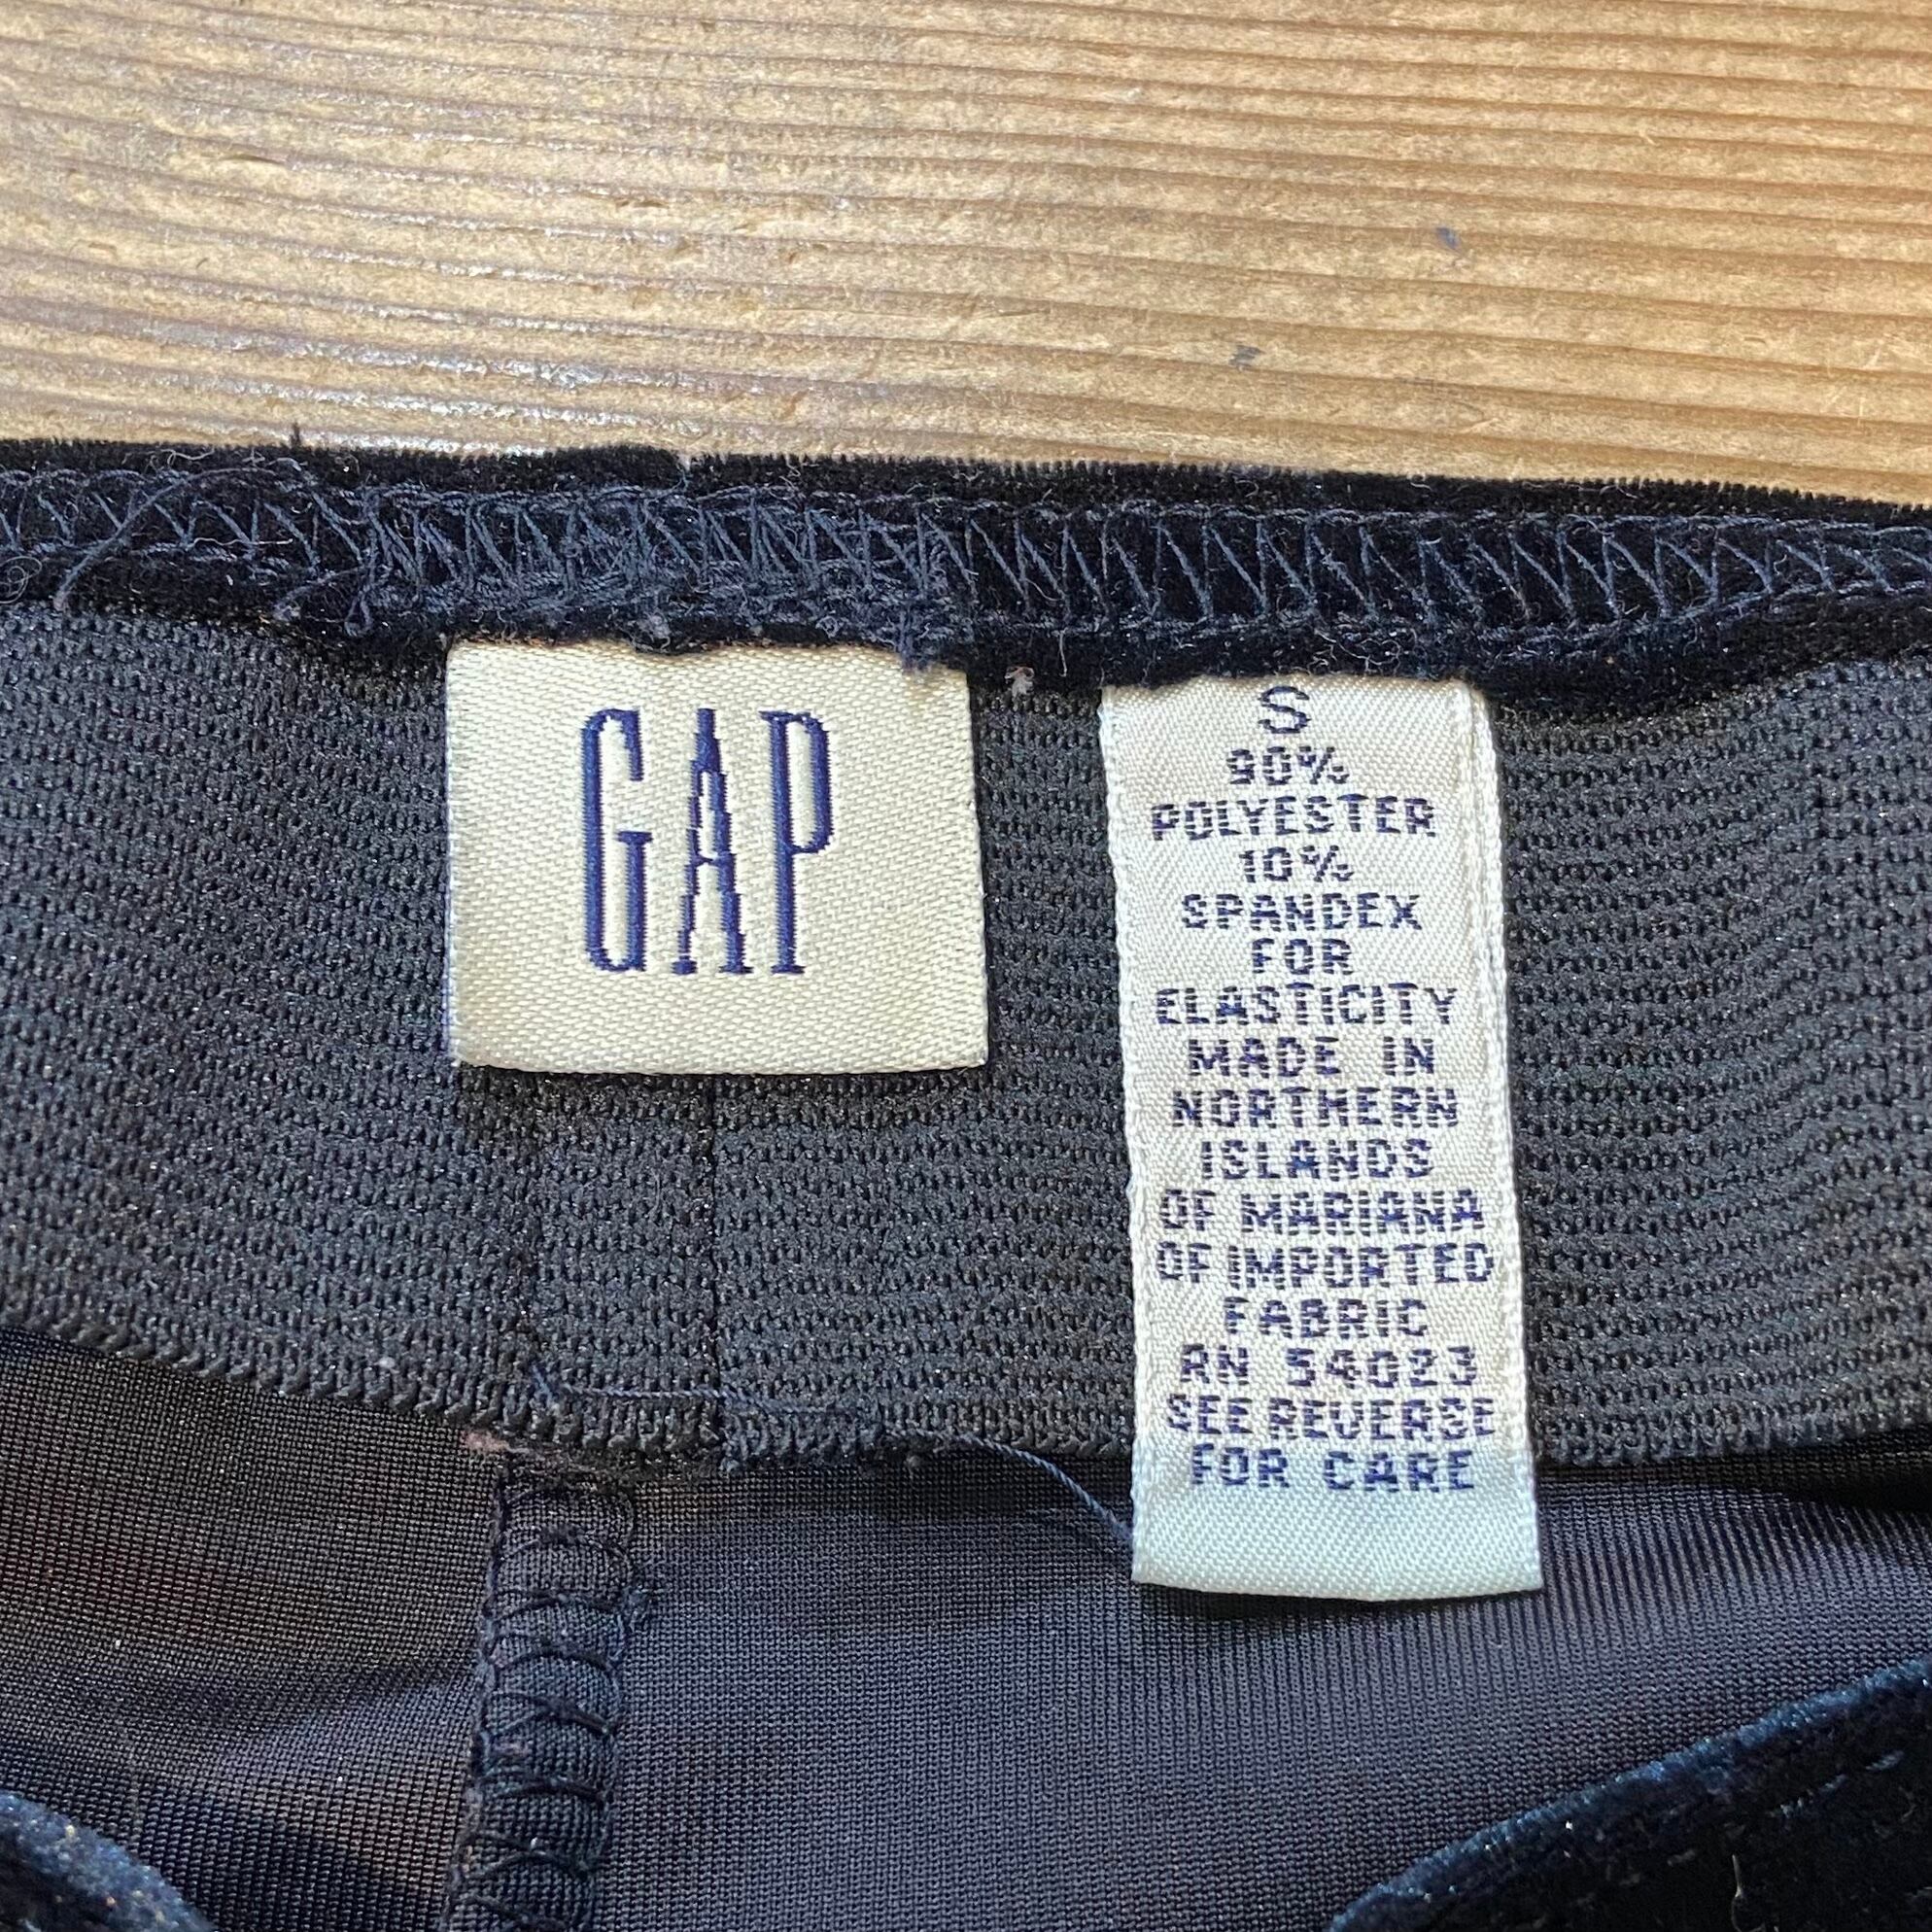 GAP
S
90%
POLYESTER
10%
SPANDEX
FOR
ELASTICITY
MADE IN
NORTHERN
ISLANDS
OF MARIANA
OF IMPORTED
FABRIC
RN 54023
SEE REVERSE
FOR CARE